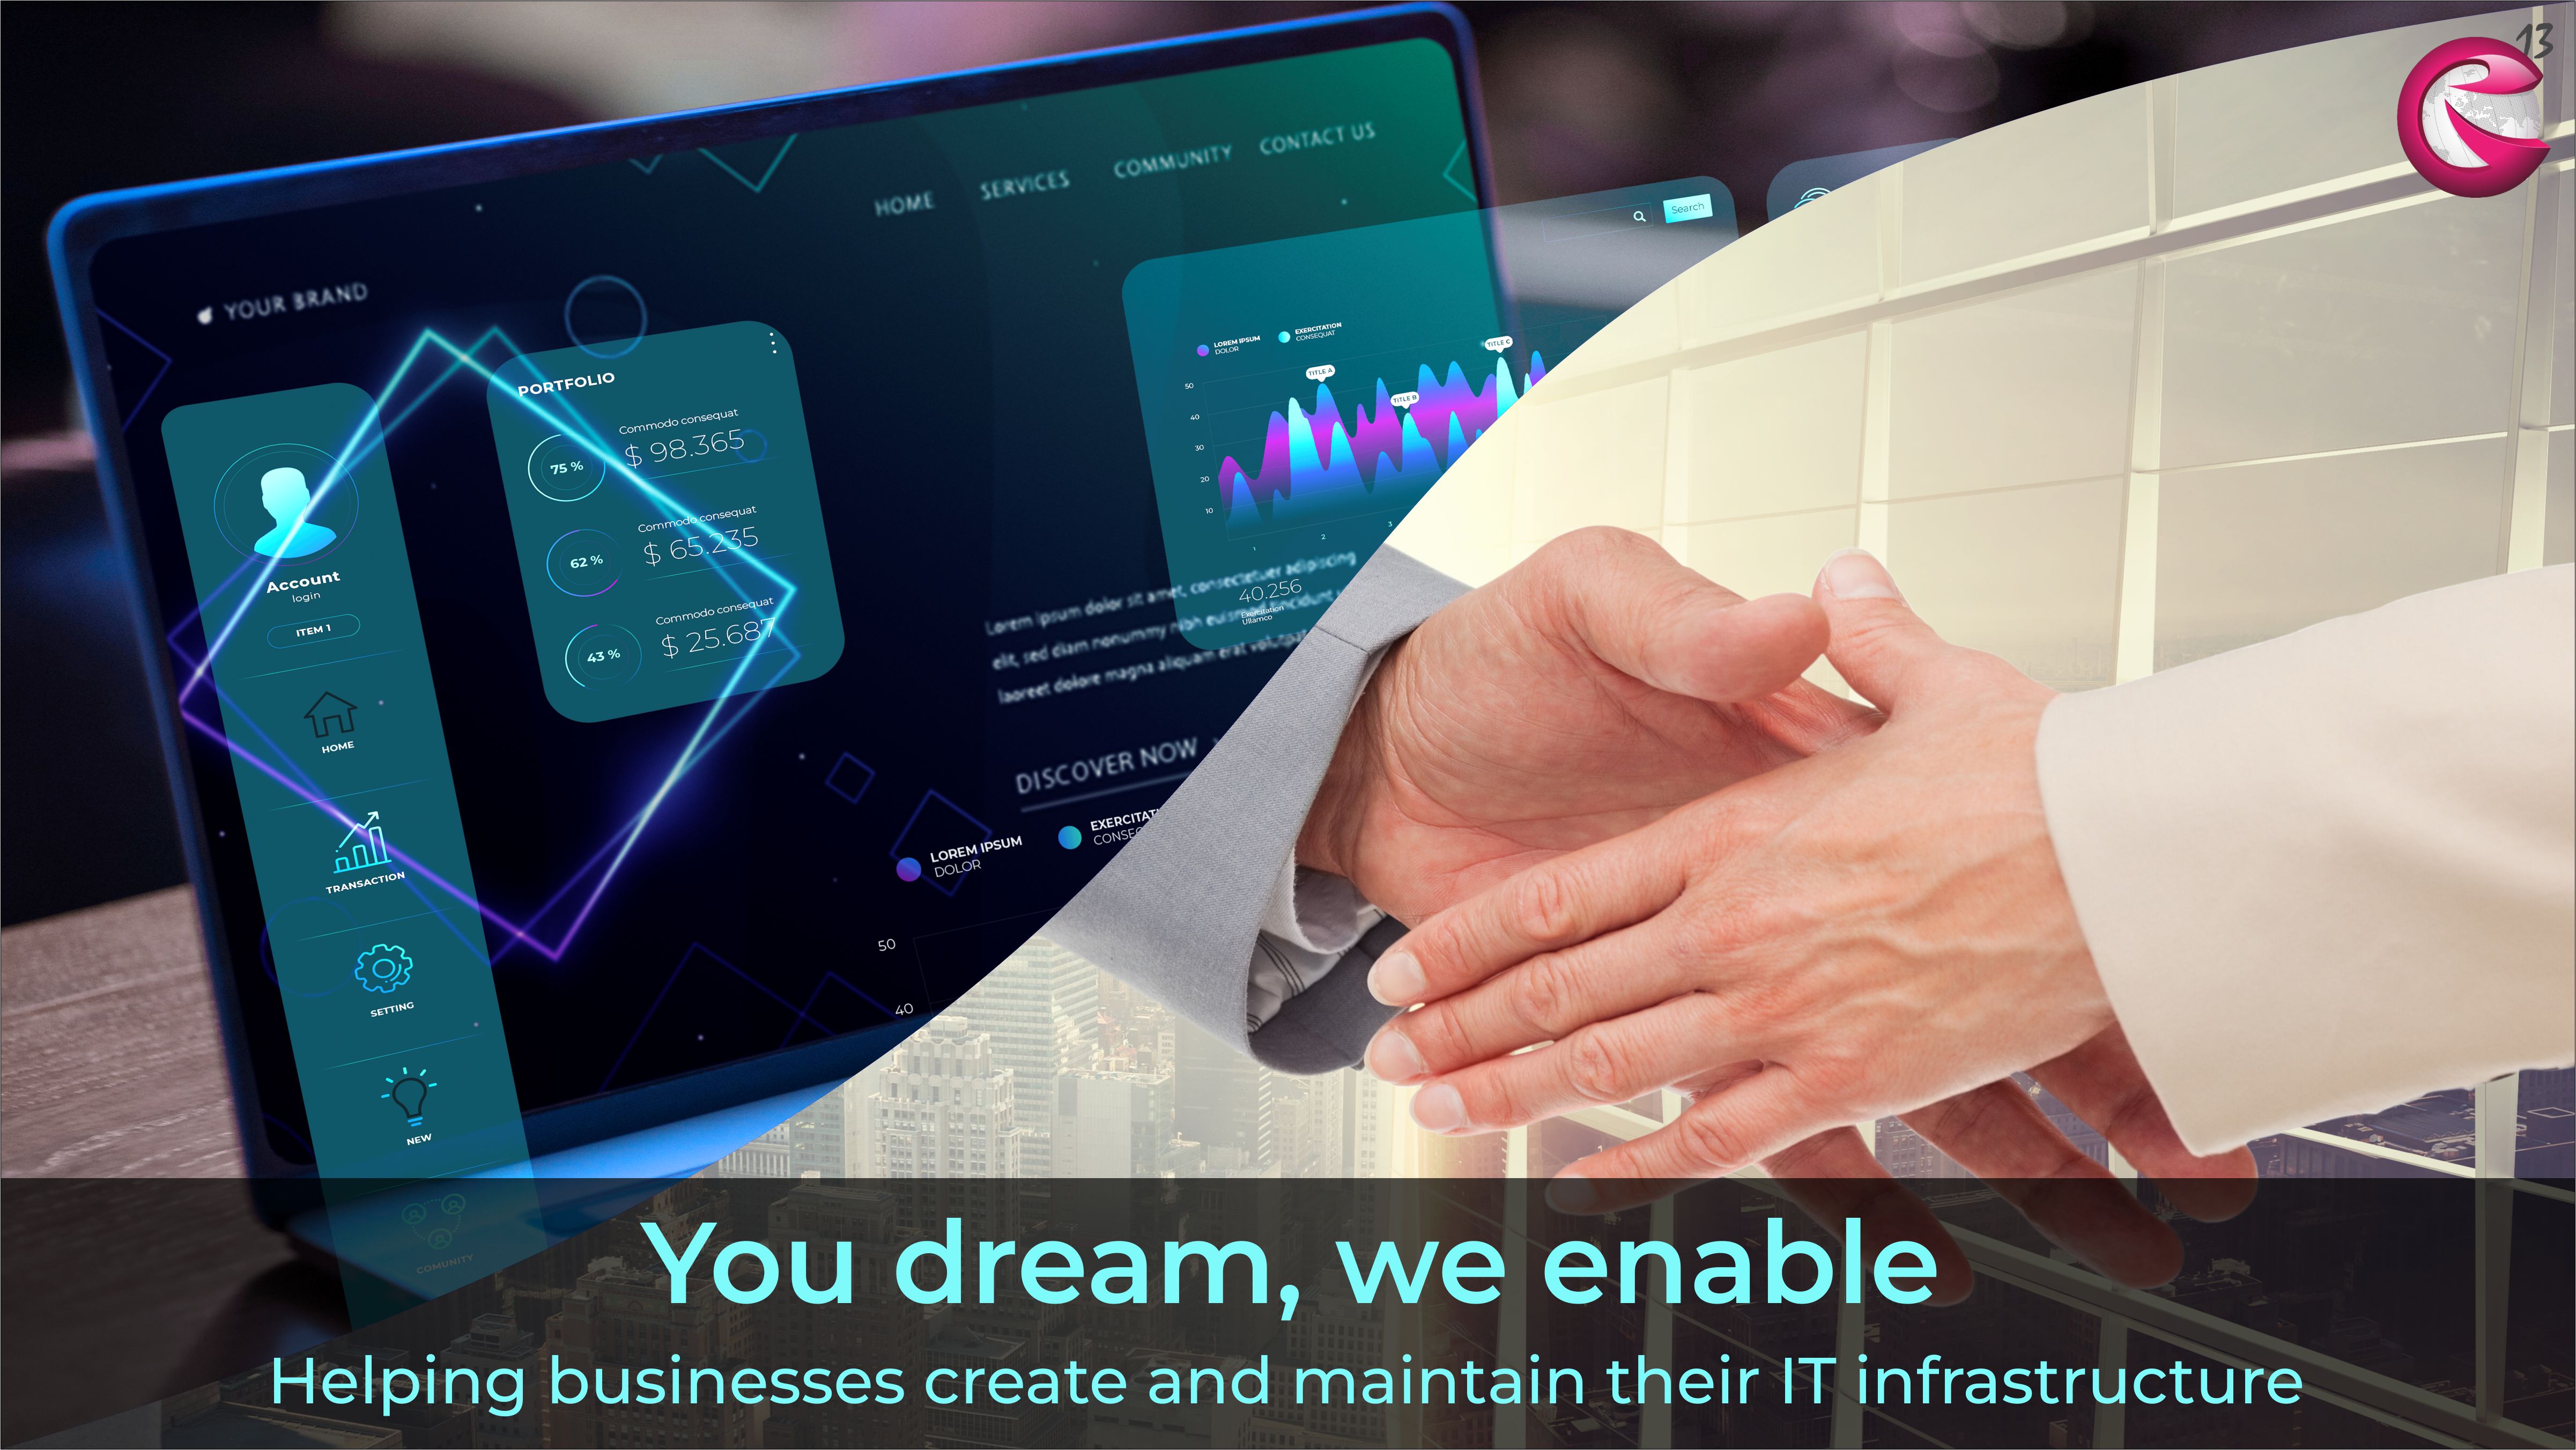 13
HOME SERVICES COMMUNITY CONTACT US
Search
YOUR BRAND
PORTFOLIO
75 %
Commodo consequat
$ 98.365
62 %
Commodo consequat
$ 65.235
43 %
Commodo consequat
$ 25.687
Account
login
ITEM 1
HOME
TRANSACTION
SETTING
NEW
COMUNITY
LOREM IPSUM
DOLOR
EXERCITATION
CONSEQUAT
TITLE A
TITLE B
TITLE C
50
40
30
20
10
1 2 3
40.256
Exercitation
Ullamco
Lorem ipsum dolor sit amet, consectetuer adipiscing
elit, sed diam nonummy nibh euismod tincidunt
laoreet dolore magna aliquam erat volutpat
DISCOVER NOW
LOREM IPSUM
DOLOR
50
40
You dream, we enable
Helping businesses create and maintain their IT infrastructure